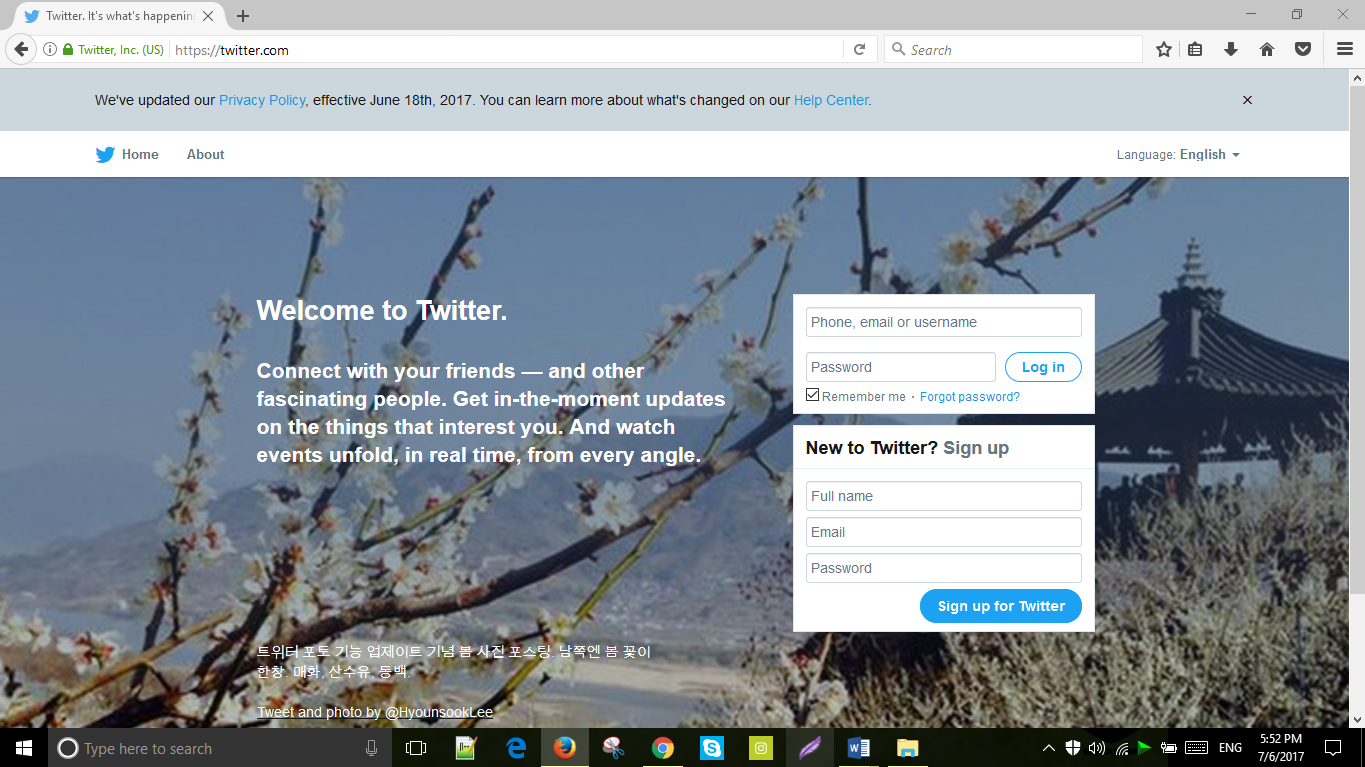 Twitter. It's what's happenin
Twitter, Inc. (US)
https://twitter.com
Search
We've updated our Privacy Policy, effective June 18th, 2017. You can learn more about what's changed on our Help Center.
Home
About
Language: English
Welcome to Twitter.
Connect with your friends — and other
fascinating people. Get in-the-moment updates
on the things that interest you. And watch
events unfold, in real time, from every angle.
Phone, email or username
Password
Log in
Remember me · Forgot password?
New to Twitter? Sign up
Full name
Email
Password
Sign up for Twitter
트위터 포토 기능 업제이트 기념 봄 사진 포스팅. 남쪽엔 봄 꽃이
한창. 매화, 산수유, 동백.
Tweet and photo by @HyounsookLee
Type here to search
ENG
5:52 PM
7/6/2017